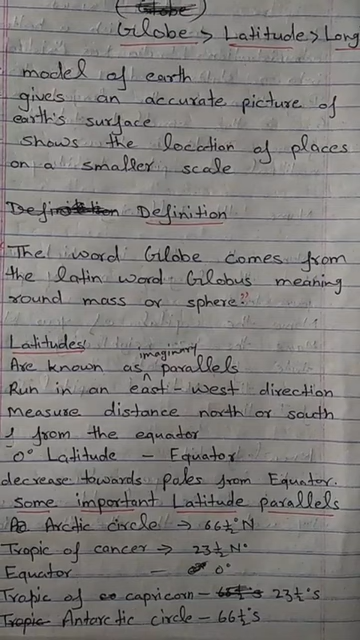 (Globe)
Globe > Latitude > Long
model of earth
gives an accurate picture of
earth's surface
shows the location of places
on a smaller scale
Definition Definition
The word Globe comes from
the latin word Globus meaning
round mass or sphere."
Latitudes
imaginary
Are known as ^ parallels
Run in an east-west direction
Measure distance north or south
from the equator
0° Latitude - Equator
decrease towards poles from Equator.
some important Latitude parallels
Arctic circle → 66½°N
Tropic of cancer → 23½N°
Equator - 0°
Tropic of capricorn - 23½°s
Tropic Antarctic circle - 66½°s